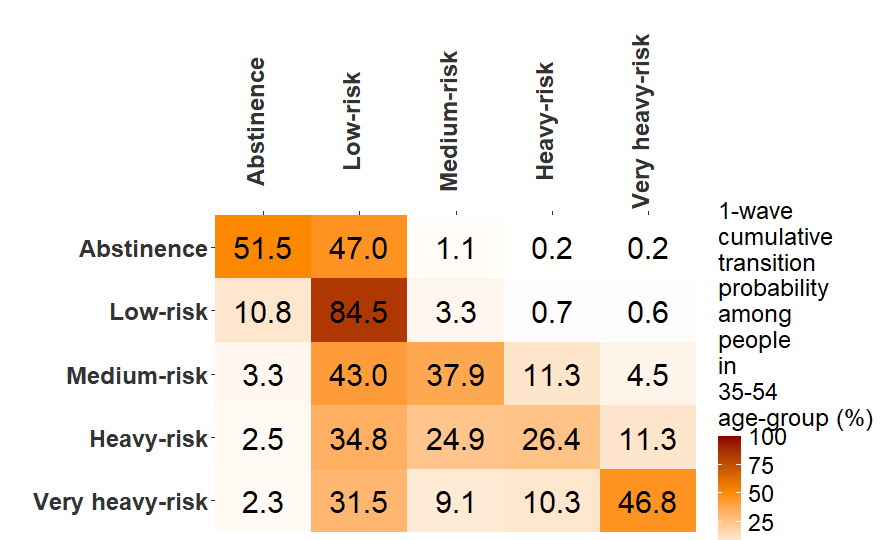 Abstinence
Low-risk
Medium-risk
Heavy-risk
Very heavy-risk
Abstinence 51.5 47.0 1.1 0.2 0.2
Low-risk 10.8 84.5 3.3 0.7 0.6
Medium-risk 3.3 43.0 37.9 11.3 4.5
Heavy-risk 2.5 34.8 24.9 26.4 11.3
Very heavy-risk 2.3 31.5 9.1 10.3 46.8
1-wave
cumulative
transition
probability
among
people
in
35-54
age-group (%)
100
75
50
25